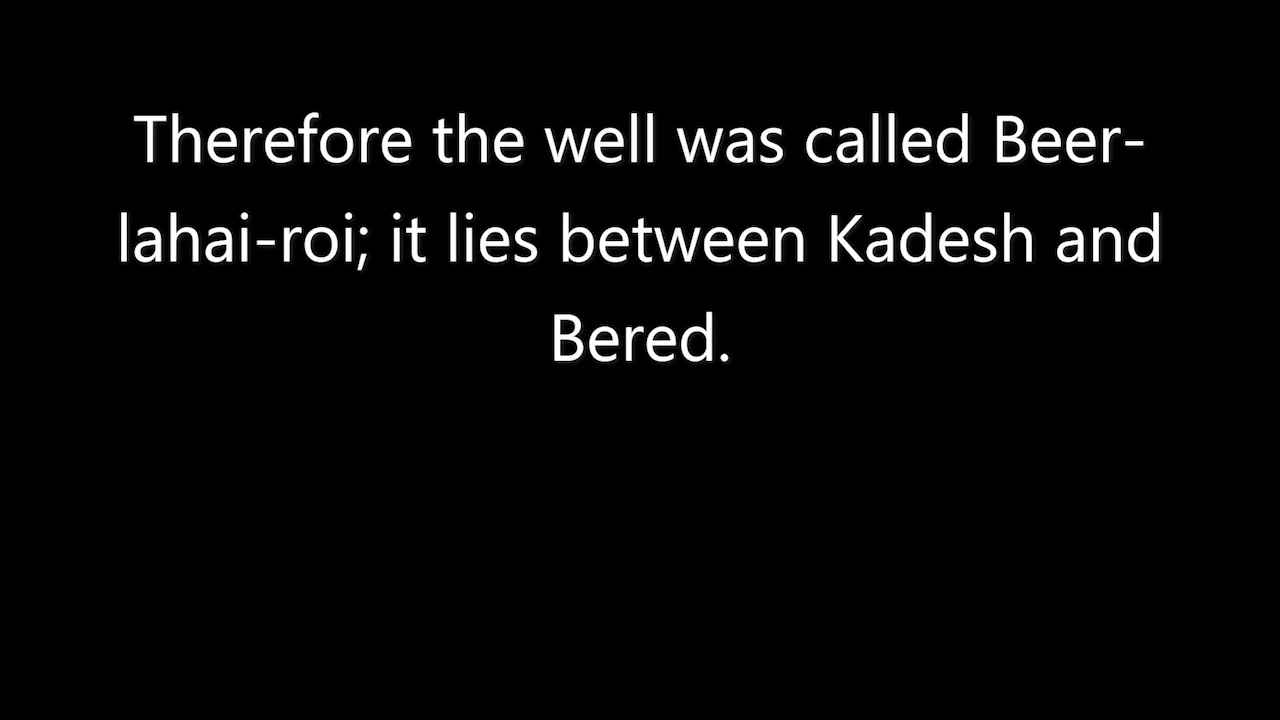 Therefore the well was called Beer-
lahai-roi; it lies between Kadesh and
Bered.